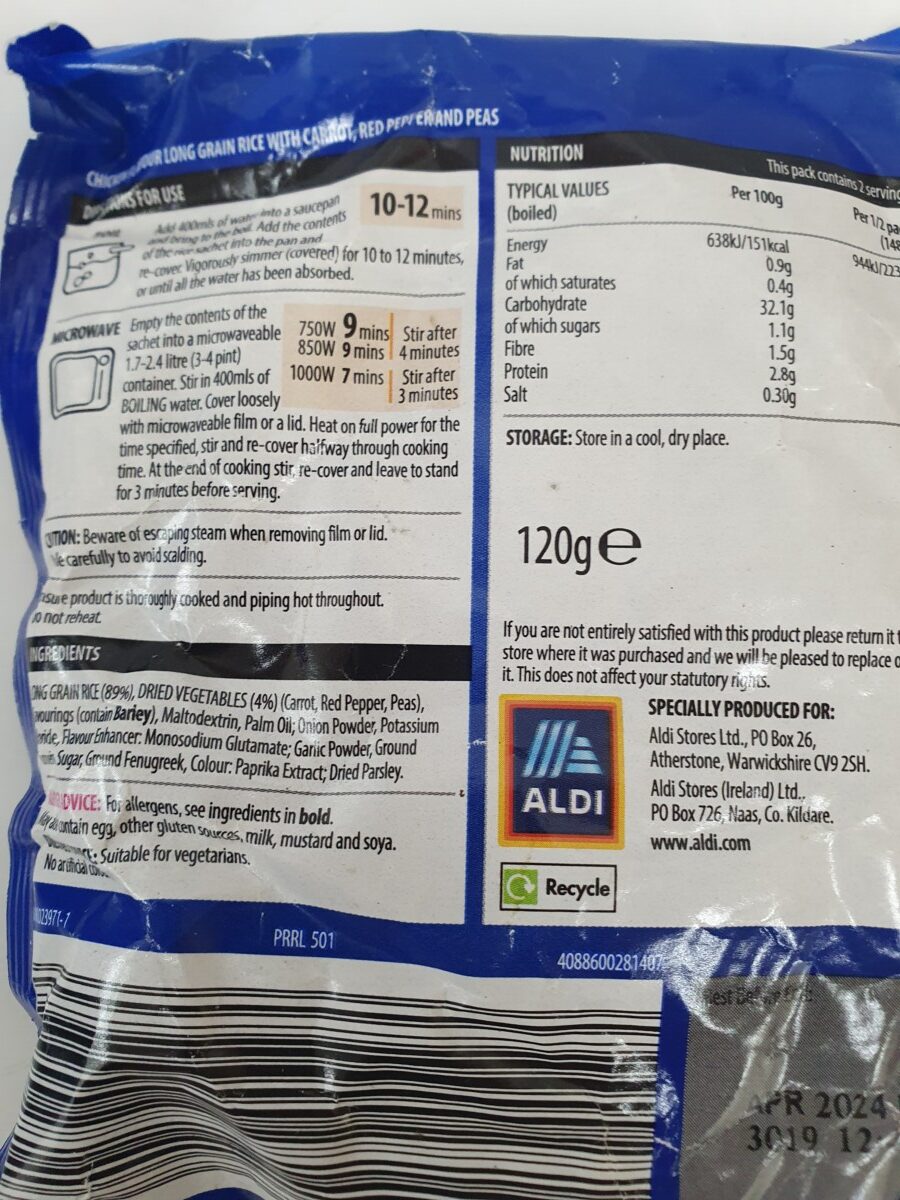 LONG GRAIN RICE WITH CARROT, RED PEPPER AND PEAS
FOR USE
10-12 mins
Add 400mls of water into a saucepan
and bring to the boil. Add the contents
of the rice sachet into the pan and
re-cover. Vigorously simmer (covered) for 10 to 12 minutes,
or until all the water has been absorbed.
MICROWAVE Empty the contents of the
sachet into a microwaveable
1.7-2.4 litre (3-4 pint)
container. Stir in 400mls of
BOILING water. Cover loosely
with microwaveable film or a lid. Heat on full power for the
time specified, stir and re-cover halfway through cooking
time. At the end of cooking stir, re-cover and leave to stand
for 3 minutes before serving.
750W 9 mins Stir after
850W 9 mins 4 minutes
1000W 7 mins Stir after
3 minutes
Beware of escaping steam when removing film or lid.
carefully to avoid scalding.
product is thoroughly cooked and piping hot throughout.
not reheat.
INGREDIENTS
GRAIN RICE (89%), DRIED VEGETABLES (4%) (Carrot, Red Pepper, Peas),
(contain Barley), Maltodextrin, Palm Oil; Onion Powder, Potassium
Flavour Enhancer: Monosodium Glutamate; Garlic Powder, Ground
Sugar, Ground Fenugreek, Colour: Paprika Extract; Dried Parsley.
For allergens, see ingredients in bold.
contain egg, other gluten sources, milk, mustard and soya.
Suitable for vegetarians.
No artificial
PRRL 501
NUTRITION
This pack contains 2
TYPICAL VALUES
(boiled)
Per 100g
Per 1/2
Energy 638kJ/151kcal 944kJ/223
Fat 0.9g
of which saturates 0.4g
Carbohydrate 32.1g
of which sugars 1.1g
Fibre 1.5g
Protein 2.8g
Salt 0.30g
STORAGE: Store in a cool, dry place.
120g℮
If you are not entirely satisfied with this product please return it
store where it was purchased and we will be pleased to replace
it. This does not affect your statutory rights.
SPECIALLY PRODUCED FOR:
Aldi Stores Ltd., PO Box 26,
Atherstone, Warwickshire CV9 2SH.
Aldi Stores (Ireland) Ltd.,
PO Box 726, Naas, Co. Kildare.
www.aldi.com
ALDI
Recycle
4088600281407
APR 2024
3019 12